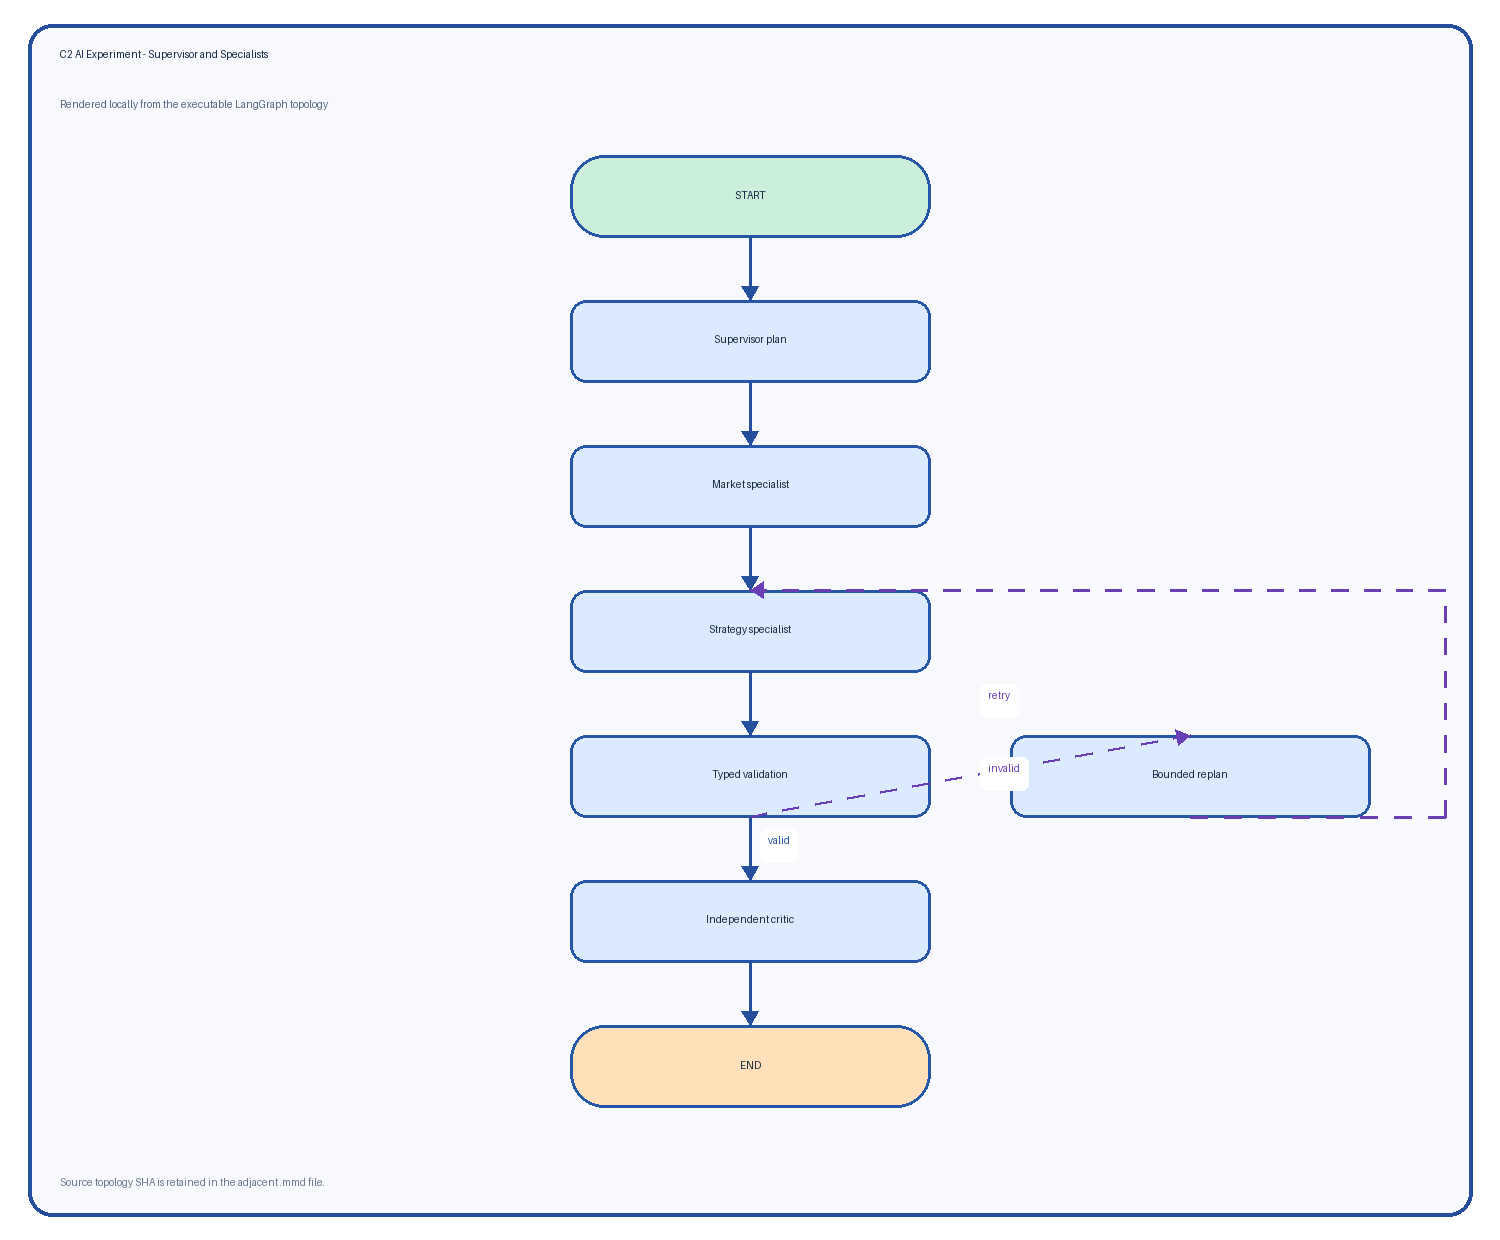 C2 AI Experiment - Supervisor and Specialists
Rendered locally from the executable LangGraph topology
START
Supervisor plan
Market specialist
Strategy specialist
retry
Typed validation
invalid
Bounded replan
valid
Independent critic
END
Source topology SHA is retained in the adjacent .mmd file.